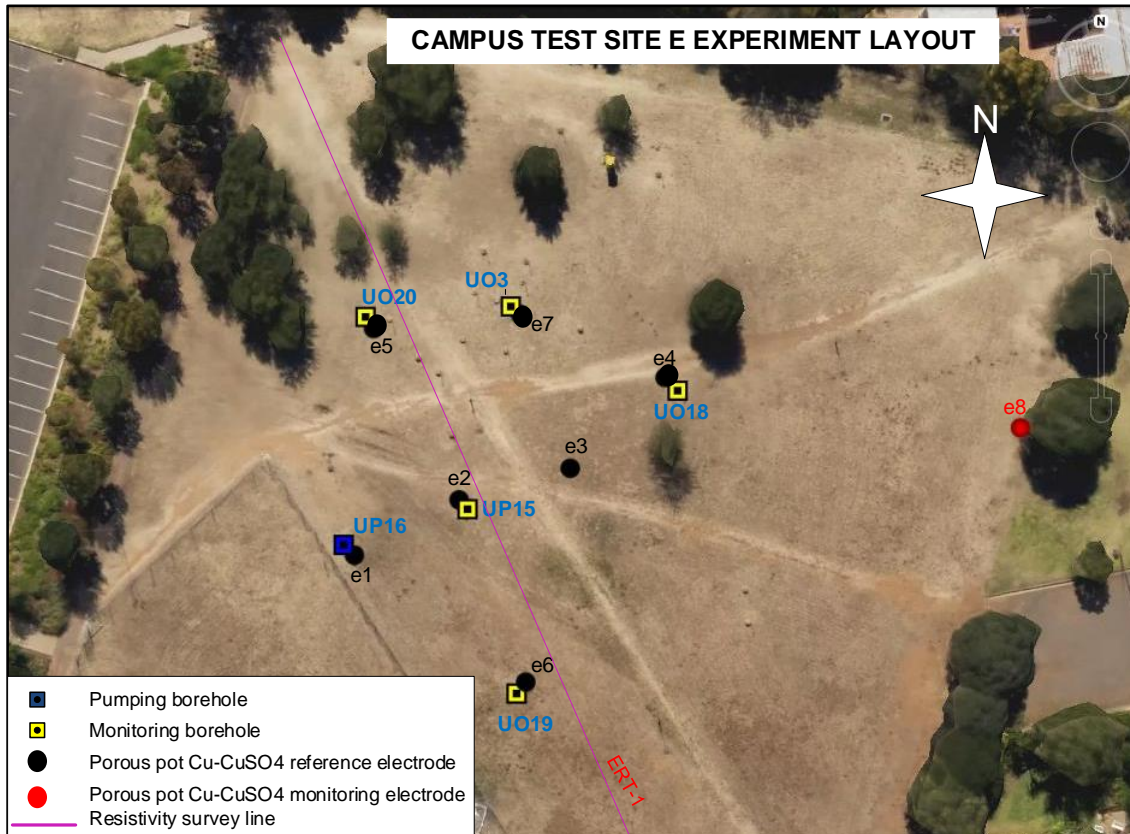 N
CAMPUS TEST SITE E EXPERIMENT LAYOUT
N
UO3
UO20
e7
e5
e4
UO18
e8
e3
e2
UP15
UP16
e1
e6
UO19
ERT-1
Pumping borehole
Monitoring borehole
Porous pot Cu-CuSO4 reference electrode
Porous pot Cu-CuSO4 monitoring electrode
Resistivity survey line